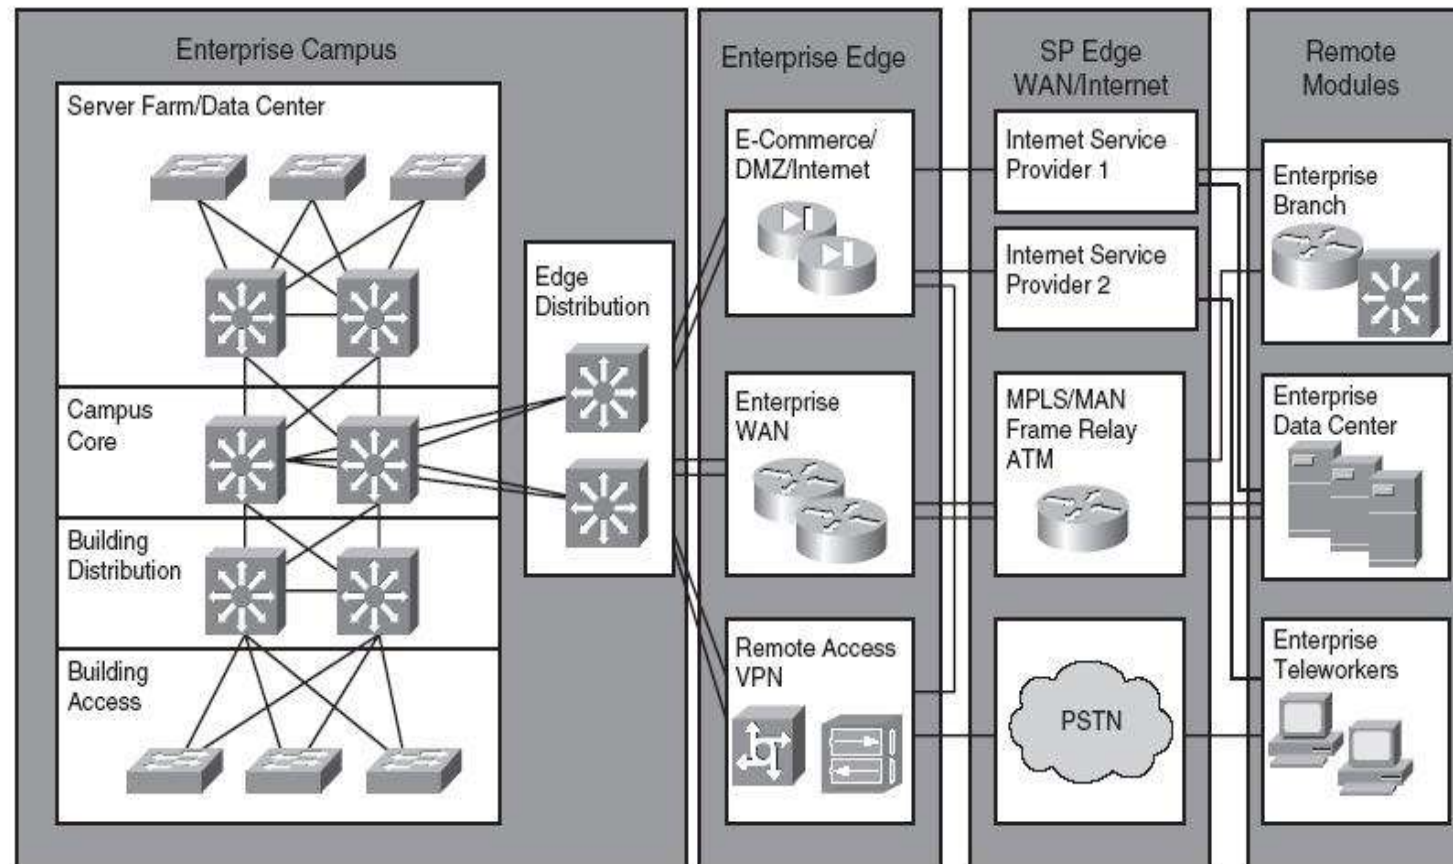 Enterprise Campus
Server Farm/Data Center
Campus
Core
Building
Distribution
Building
Access
Edge
Distribution
Enterprise Edge
E-Commerce/
DMZ/Internet
Enterprise
WAN
Remote Access
VPN
SP Edge
WAN/Internet
Internet Service
Provider 1
Internet Service
Provider 2
MPLS/MAN
Frame Relay
ATM
PSTN
Remote
Modules
Enterprise
Branch
Enterprise
Data Center
Enterprise
Teleworkers